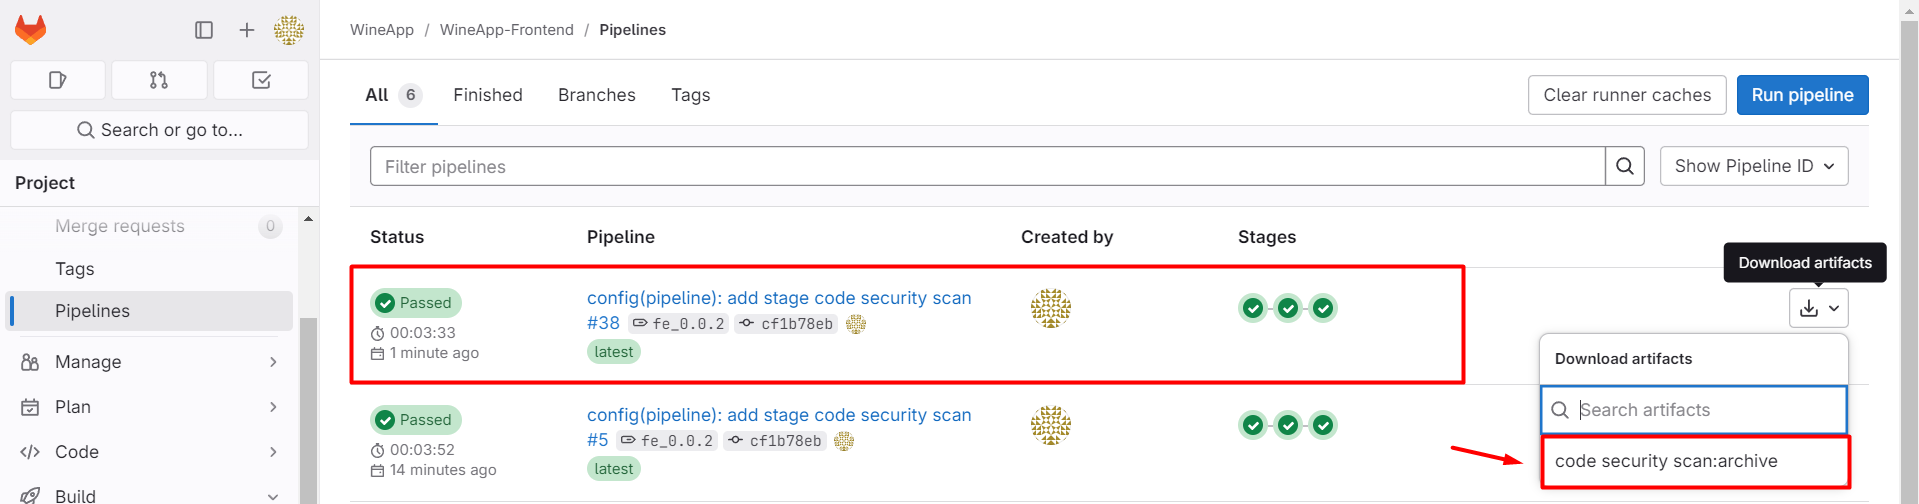 WineApp / WineApp-Frontend / Pipelines
All 6 Finished Branches Tags
Clear runner caches Run pipeline
Search or go to...
Filter pipelines
Show Pipeline ID
Project
Merge requests 0
Tags
Pipelines
Manage
Plan
Code
Build
Status Pipeline Created by Stages
Download artifacts
Passed
00:03:33
1 minute ago
config(pipeline): add stage code security scan
#38 fe_0.0.2 cf1b78eb
latest
Download artifacts
Search artifacts
code security scan:archive
Passed
00:03:52
14 minutes ago
config(pipeline): add stage code security scan
#5 fe_0.0.2 cf1b78eb
latest